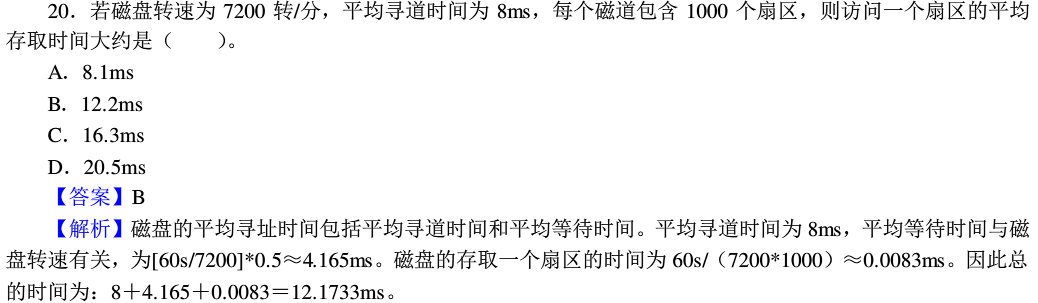 20．若磁盘转速为 7200 转/分，平均寻道时间为 8ms，每个磁道包含 1000 个扇区，则访问一个扇区的平均
存取时间大约是（　　）。
A．8.1ms
B．12.2ms
C．16.3ms
D．20.5ms
【答案】B
【解析】磁盘的平均寻址时间包括平均寻道时间和平均等待时间。平均寻道时间为 8ms，平均等待时间与磁
盘转速有关，为[60s/7200]*0.5≈4.165ms。磁盘的存取一个扇区的时间为 60s/（7200*1000）≈0.0083ms。因此总
的时间为：8＋4.165＋0.0083＝12.1733ms。